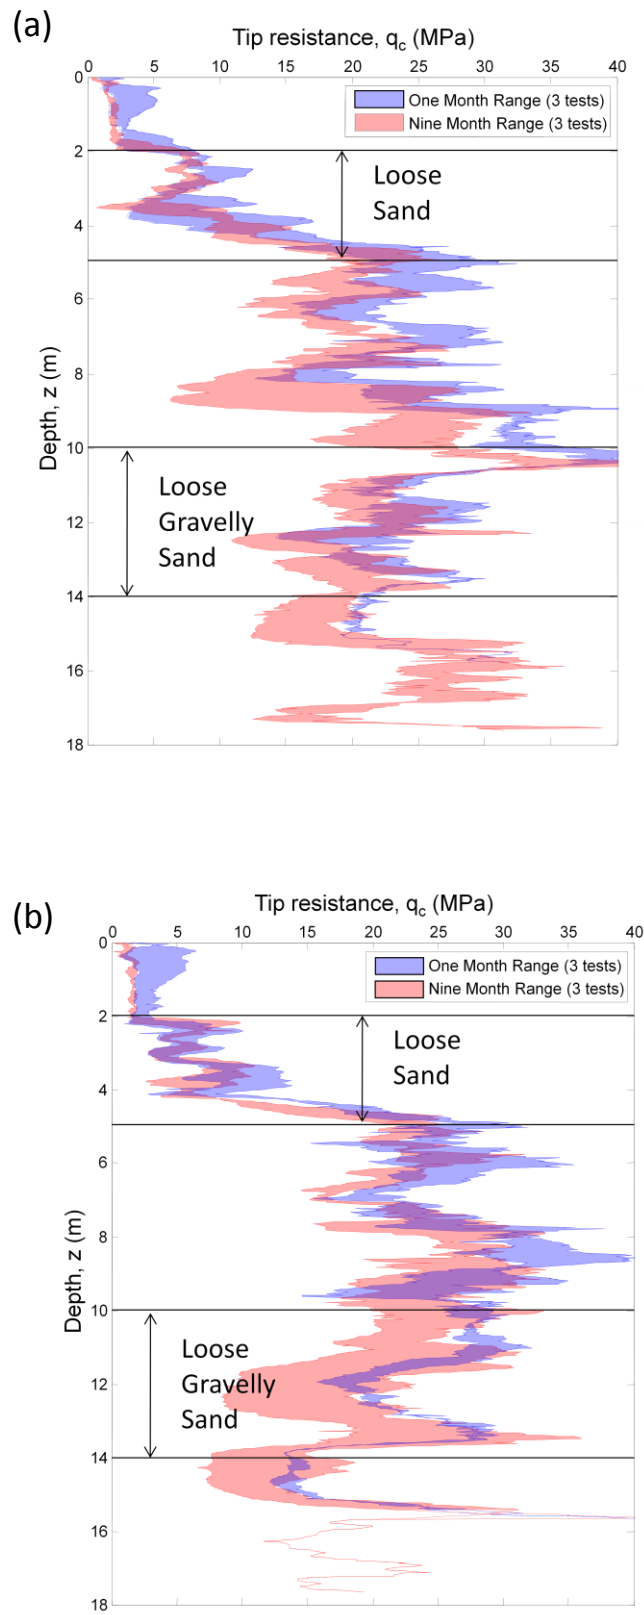 (a)
Tip resistance, qc (MPa)
0 5 10 15 20 25 30 35 40
One Month Range (3 tests)
Nine Month Range (3 tests)
0
2
4
6
8
10
12
14
16
18
Depth, z (m)
Loose
Sand
Loose
Gravelly
Sand
(b)
Tip resistance, qc (MPa)
0 5 10 15 20 25 30 35 40
One Month Range (3 tests)
Nine Month Range (3 tests)
0
2
4
6
8
10
12
14
16
18
Depth, z (m)
Loose
Sand
Loose
Gravelly
Sand